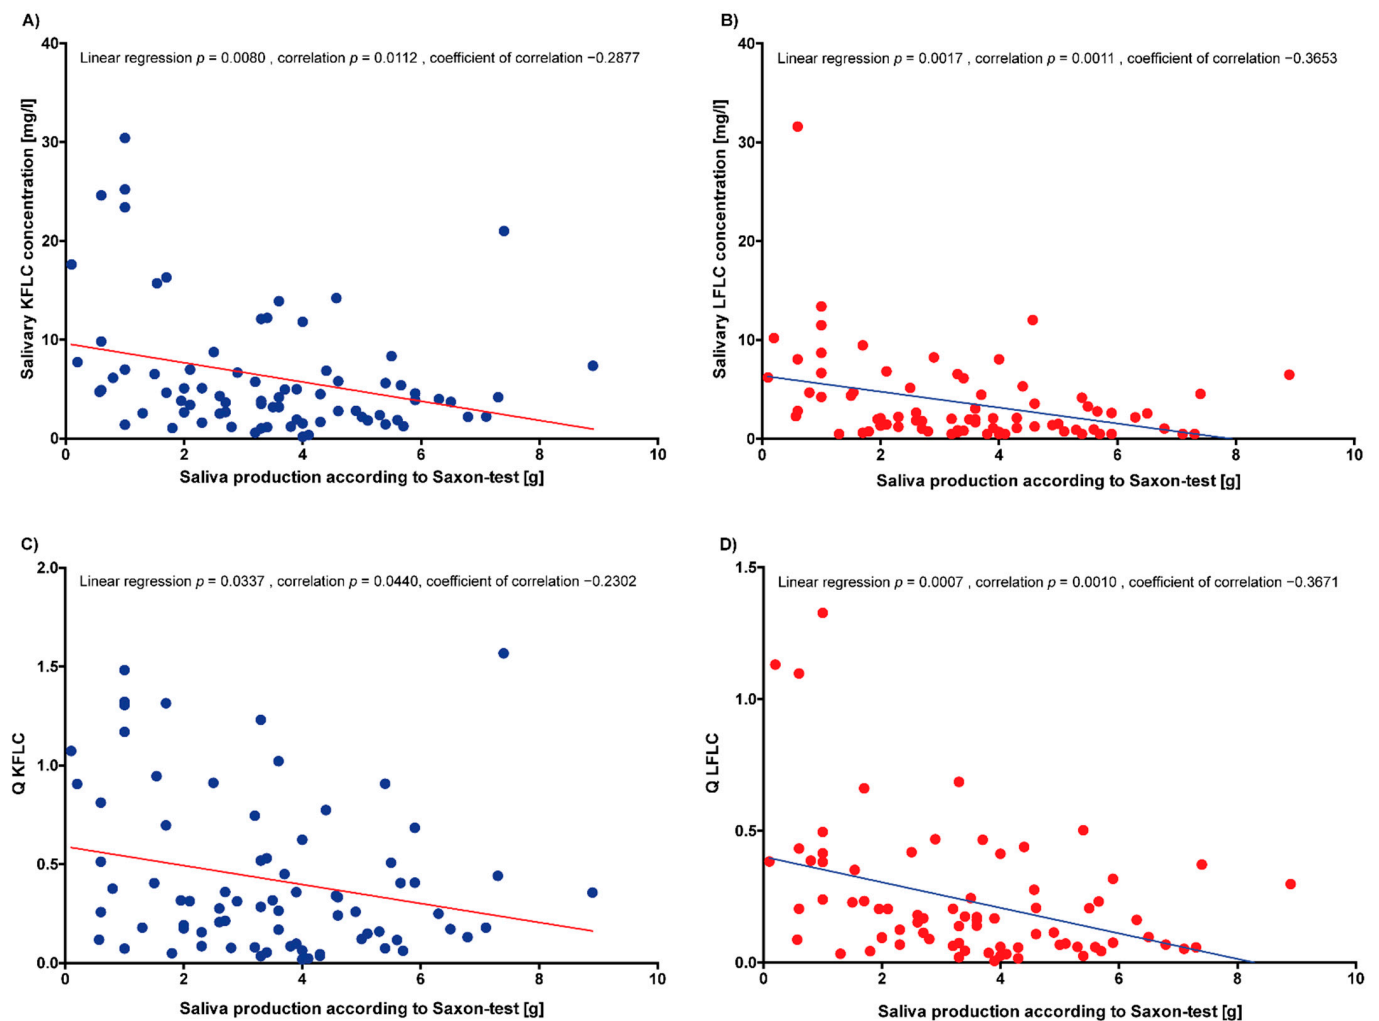 A)
Linear regression p = 0.0080 , correlation p = 0.0112 , coefficient of correlation −0.2877
Salivary KFLC concentration [mg/l]
40
30
20
10
0
0 2 4 6 8 10
Saliva production according to Saxon-test [g]
B)
Linear regression p = 0.0017 , correlation p = 0.0011 , coefficient of correlation −0.3653
Salivary LFLC concentration [mg/l]
40
30
20
10
0
0 2 4 6 8 10
Saliva production according to Saxon-test [g]
C)
Linear regression p = 0.0337 , correlation p = 0.0440, coefficient of correlation −0.2302
Q KFLC
2.0
1.5
1.0
0.5
0.0
0 2 4 6 8 10
Saliva production according to Saxon-test [g]
D)
Linear regression p = 0.0007 , correlation p = 0.0010 , coefficient of correlation −0.3671
Q LFLC
1.5
1.0
0.5
0.0
0 2 4 6 8 10
Saliva production according to Saxon-test [g]